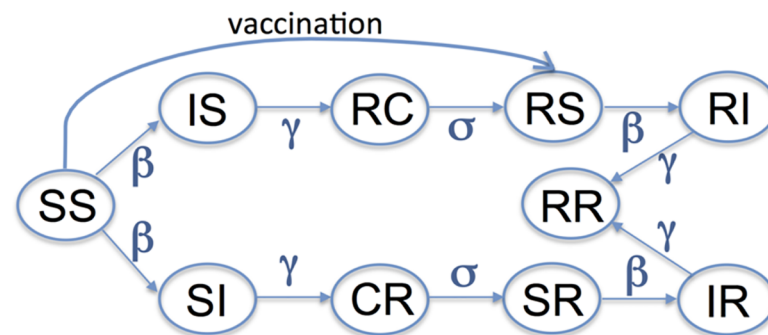 vaccination
IS γ RC σ RS β RI
β γ
SS RR
β γ
SI γ CR σ SR β IR